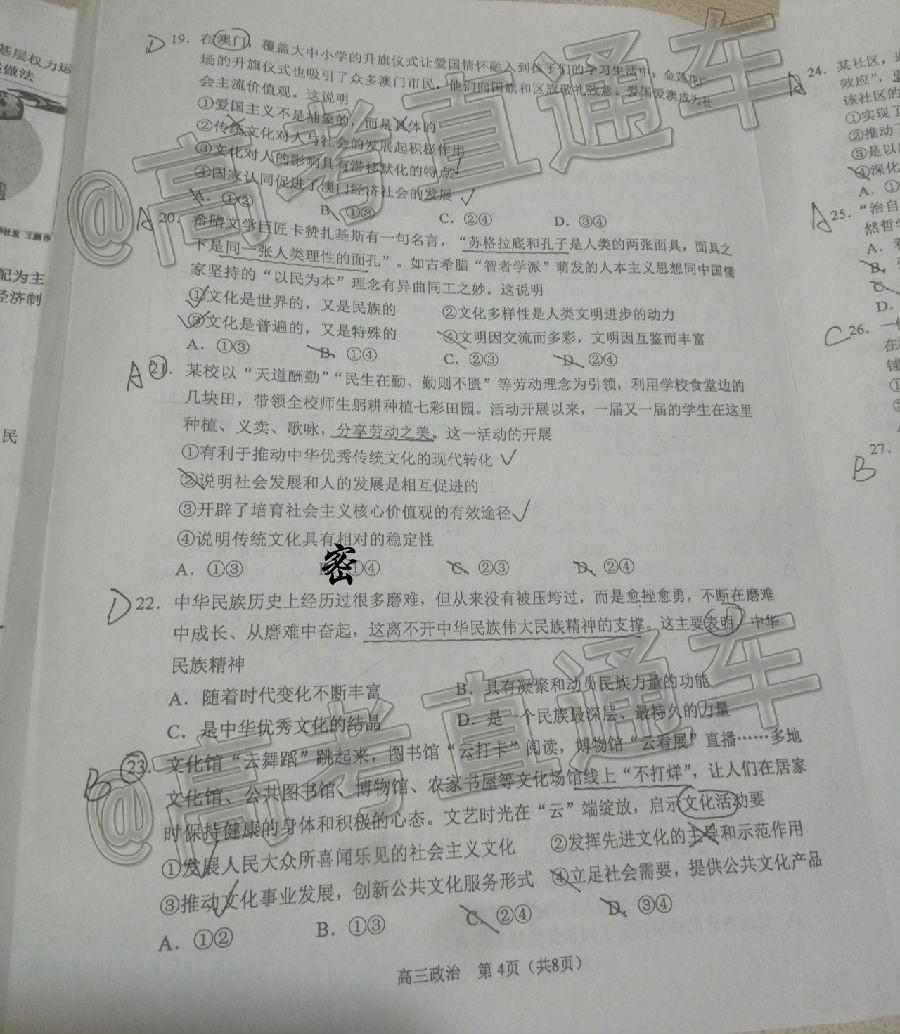 D 19. 在澳门，覆盖大中小学的升旗仪式让爱国情怀融入到孩子们的学习生活中；金莲花广
场的升旗仪式也吸引了众多澳门市民，他们向国旗和区旗敬礼致意。爱国爱澳成为社
会主流价值观。这说明
①爱国主义不是抽象的，而是具体的
②传统文化对人与社会的发展起积极作用
③文化对人的影响具有潜移默化的特点
④国家认同促进了澳门经济社会的发展
A. ①② B. ①③ C. ②④ D. ③④
A 20. 希腊文学巨匠卡赞扎基斯有一句名言，“苏格拉底和孔子是人类的两张面具，面具之
下是同一张人类理性的面孔”。如古希腊“智者学派”萌发的人本主义思想同中国儒
家坚持的“以民为本”理念有异曲同工之妙。这说明
①文化是世界的，又是民族的 ②文化多样性是人类文明进步的动力
③文化是普遍的，又是特殊的 ④文明因交流而多彩，文明因互鉴而丰富
A. ①③ B. ①④ C. ②③ D. ②④
A 21. 某校以“天道酬勤”“民生在勤、勤则不匮”等劳动理念为引领，利用学校食堂边的
几块田，带领全校师生躬耕种植七彩田园。活动开展以来，一届又一届的学生在这里
种植、义卖、歌咏，分享劳动之美。这一活动的开展
①有利于推动中华优秀传统文化的现代转化
②说明社会发展和人的发展是相互促进的
③开辟了培育社会主义核心价值观的有效途径
④说明传统文化具有相对的稳定性
密
A. ①③ ①④ C. ②③ D. ②④
D 22. 中华民族历史上经历过很多磨难，但从来没有被压垮过，而是愈挫愈勇，不断在磨难
中成长、从磨难中奋起，这离不开中华民族伟大民族精神的支撑。这主要表明，中华
民族精神
A. 随着时代变化不断丰富 B. 具有凝聚和动员民族力量的功能
C. 是中华优秀文化的结晶 D. 是一个民族最深层、最持久的力量
B 23. 文化馆“云舞蹈”跳起来，图书馆“云打卡”阅读，博物馆“云看展”直播……多地
文化馆、公共图书馆、博物馆、农家书屋等文化场馆线上“不打烊”，让人们在居家
时保持健康的身体和积极的心态。文艺时光在“云”端绽放，启示文化活动要
①发展人民大众所喜闻乐见的社会主义文化 ②发挥先进文化的主导和示范作用
③推动文化事业发展，创新公共文化服务形式 ④立足社会需要，提供公共文化产品
A. ①② B. ①③ C. ②④ D. ③④
高三政治 第4页（共8页）
@高考直通车
@高考直通车
基层权力运
做法
配为主
经济制
民
A 24. 某社区，
效应”，
该社区的
①实现了
②推动
③是以
④深化
A. ①
A 25. “治自
然哲
A.
B.
C.
D.
C 26. 一
在
铺
B 27.